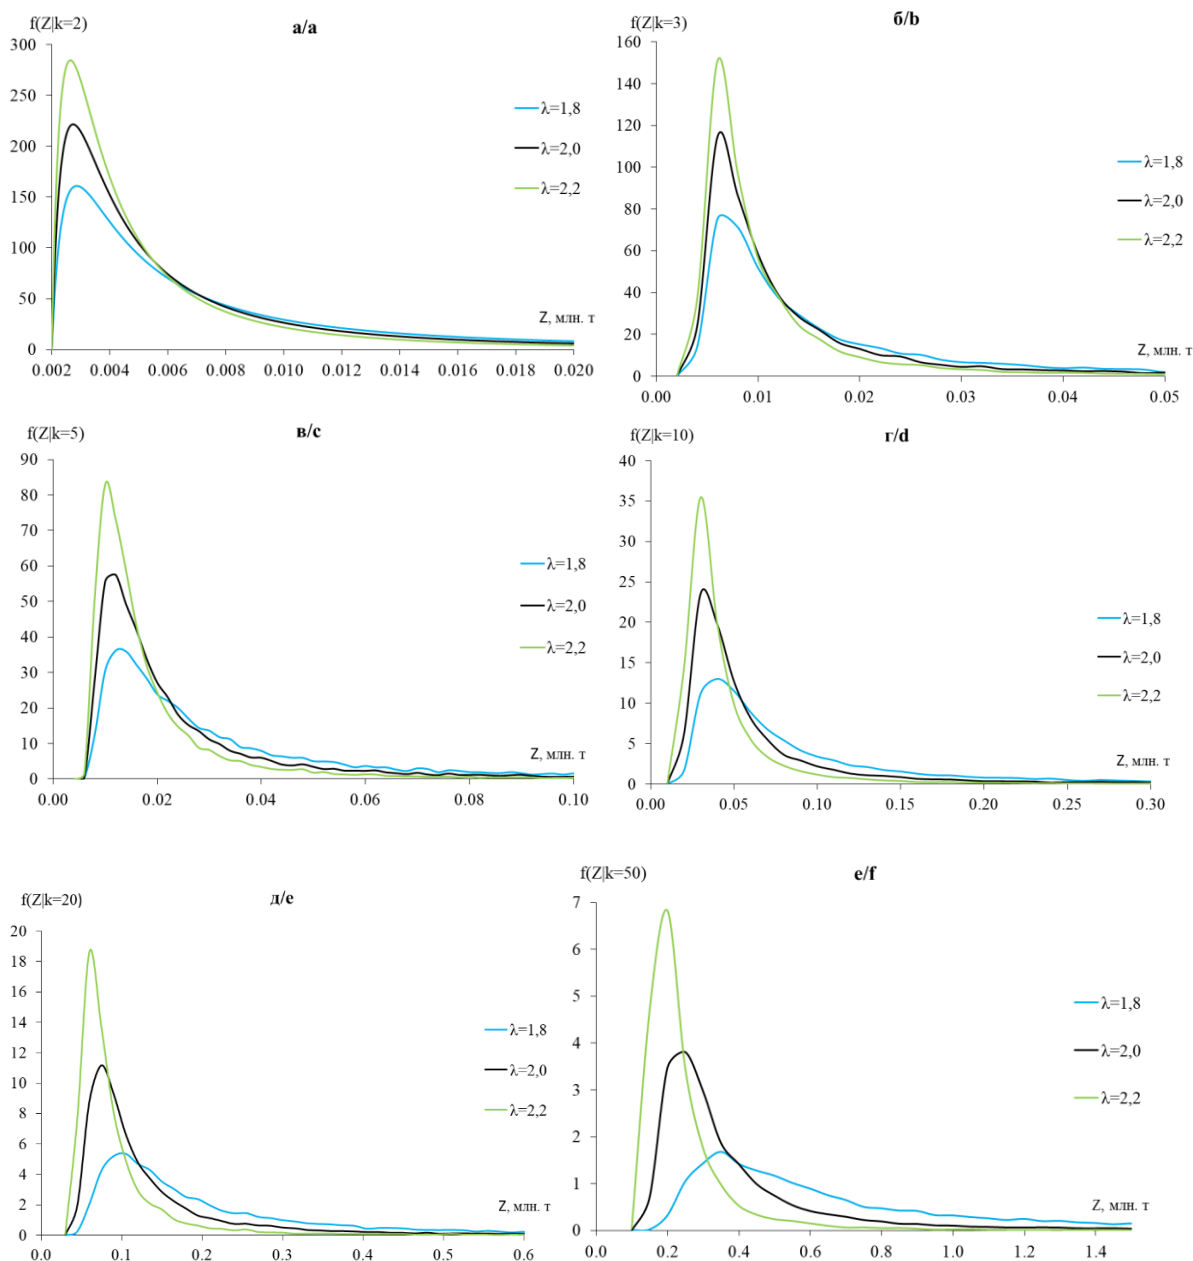 f(Z|k=2)
а/a
300
250
200
150
100
50
0
0.002 0.004 0.006 0.008 0.010 0.012 0.014 0.016 0.018 0.020
Z, млн. т
λ=1,8
λ=2,0
λ=2,2
f(Z|k=3)
б/b
160
140
120
100
80
60
40
20
0
0.00 0.01 0.02 0.03 0.04 0.05
Z, млн. т
λ=1,8
λ=2,0
λ=2,2
f(Z|k=5)
в/c
90
80
70
60
50
40
30
20
10
0
0.00 0.02 0.04 0.06 0.08 0.10
Z, млн. т
λ=1,8
λ=2,0
λ=2,2
f(Z|k=10)
г/d
40
35
30
25
20
15
10
5
0
0.00 0.05 0.10 0.15 0.20 0.25 0.30
Z, млн. т
λ=1,8
λ=2,0
λ=2,2
f(Z|k=20)
д/e
20
18
16
14
12
10
8
6
4
2
0
0.0 0.1 0.2 0.3 0.4 0.5 0.6
Z, млн. т
λ=1,8
λ=2,0
λ=2,2
f(Z|k=50)
е/f
7
6
5
4
3
2
1
0
0.0 0.2 0.4 0.6 0.8 1.0 1.2 1.4
Z, млн. т
λ=1,8
λ=2,0
λ=2,2